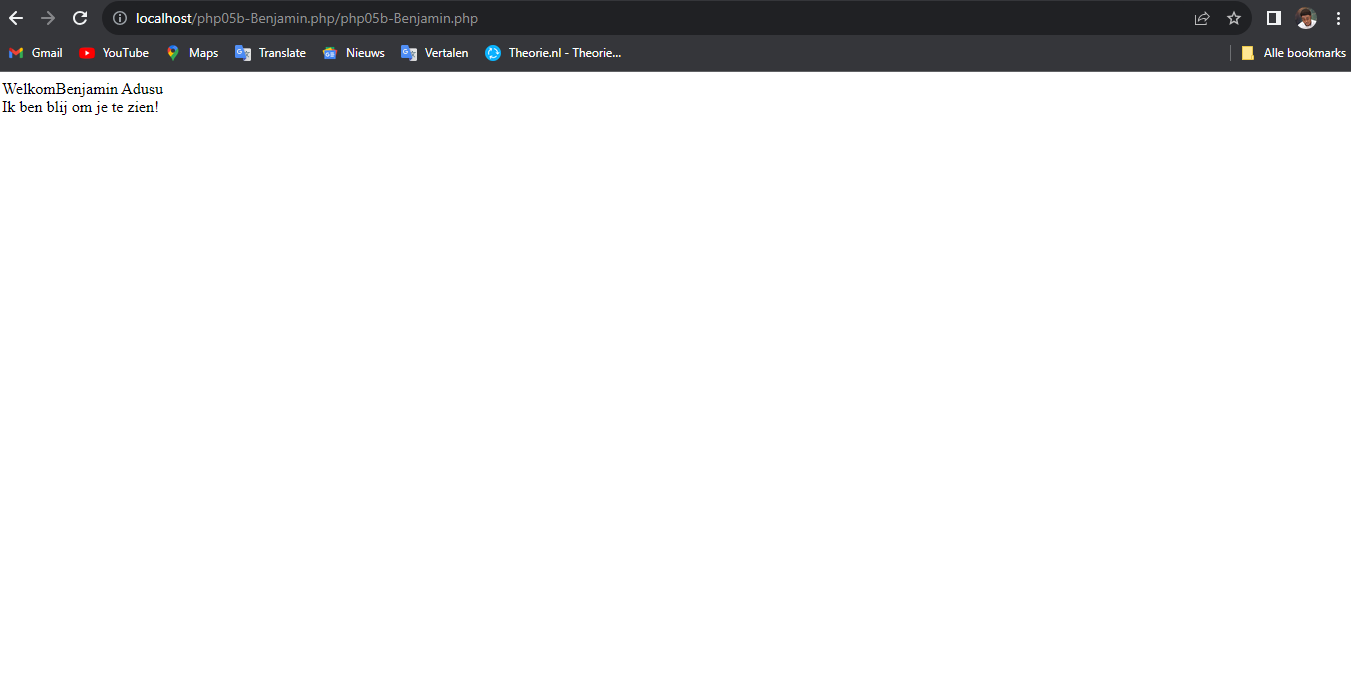 localhost/php05b-Benjamin.php/php05b-Benjamin.php
Gmail YouTube Maps Translate Nieuws Vertalen Theorie.nl - Theorie... Alle bookmarks
WelkomBenjamin Adusu
Ik ben blij om je te zien!